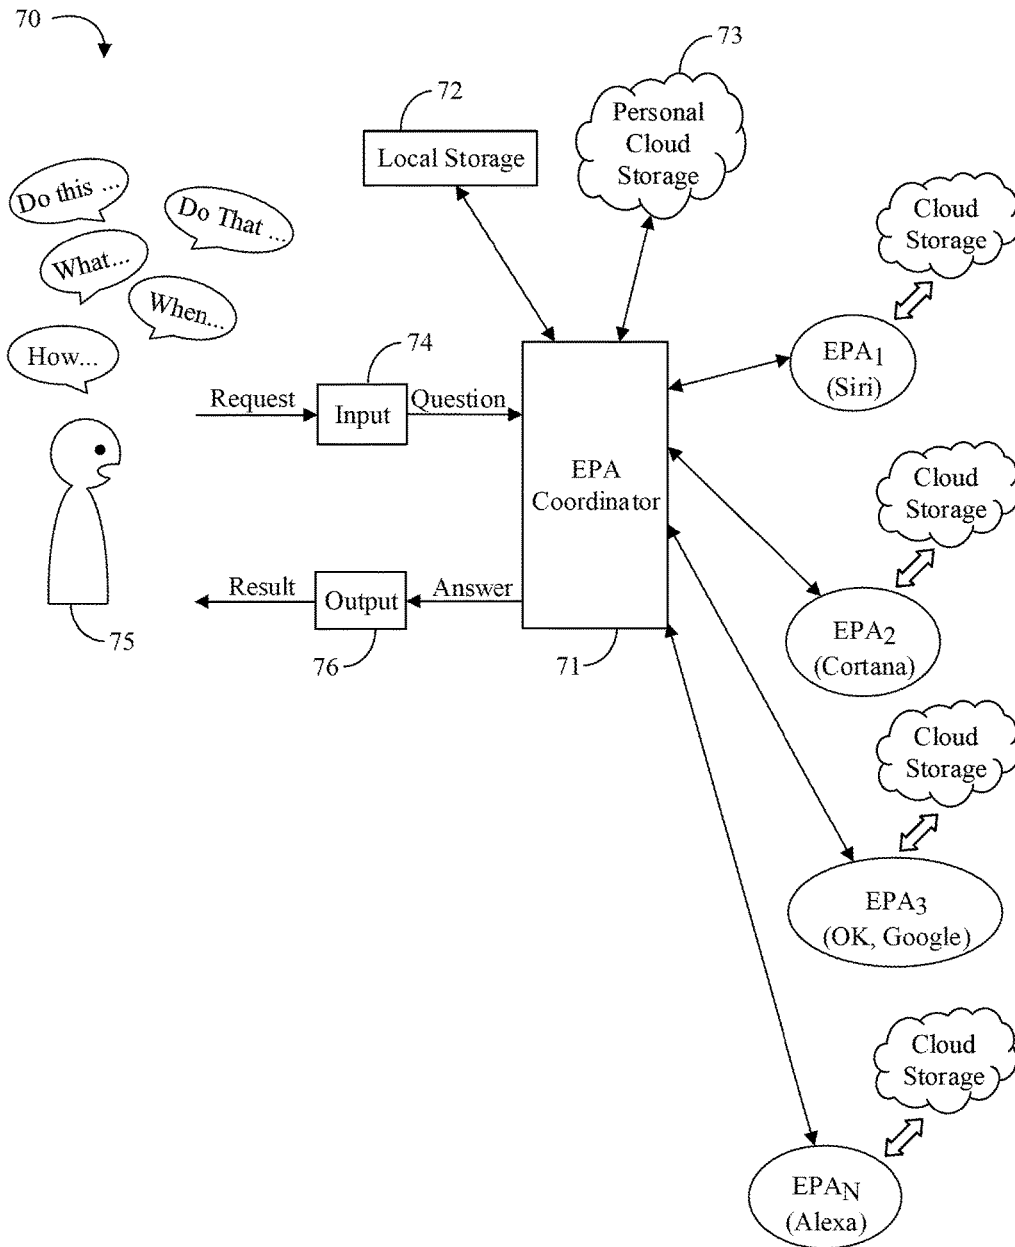 70
73
72
Personal
Cloud
Storage
Local Storage
Cloud
Storage
Do this ...
Do That ...
What...
When...
How...
74
EPA1
(Siri)
Request
Input
Question
EPA
Coordinator
Cloud
Storage
Result
Output
Answer
75
76
71
EPA2
(Cortana)
Cloud
Storage
EPA3
(OK, Google)
Cloud
Storage
EPAN
(Alexa)